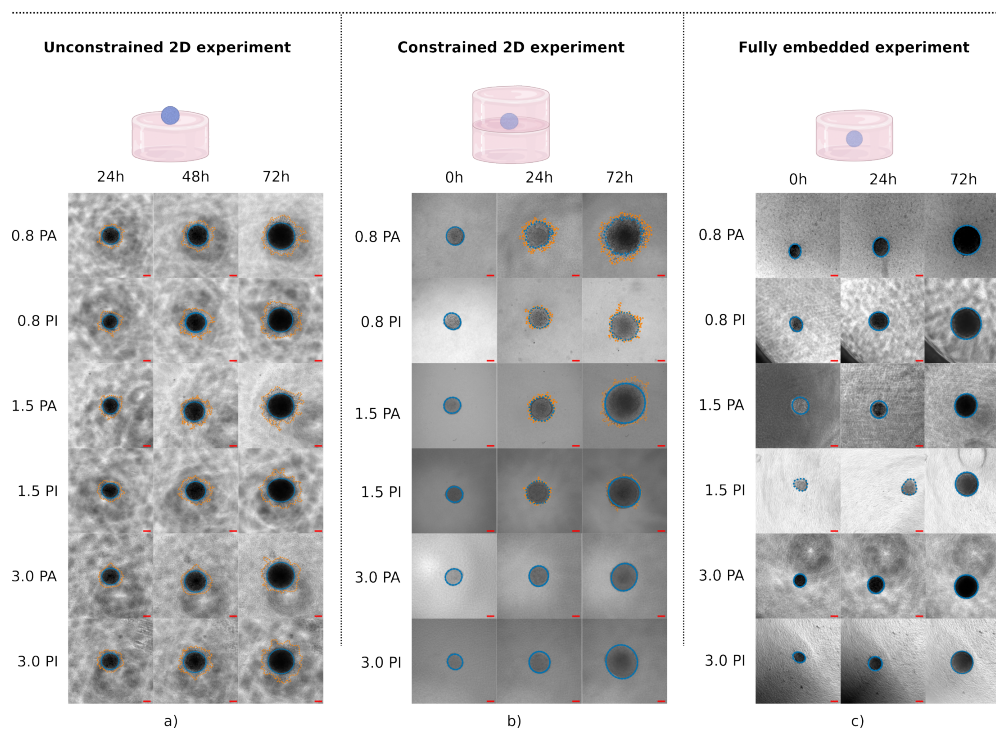 Unconstrained 2D experiment
24h 48h 72h
0.8 PA
0.8 PI
1.5 PA
1.5 PI
3.0 PA
3.0 PI
a)
Constrained 2D experiment
0h 24h 72h
0.8 PA
0.8 PI
1.5 PA
1.5 PI
3.0 PA
3.0 PI
b)
Fully embedded experiment
0h 24h 72h
0.8 PA
0.8 PI
1.5 PA
1.5 PI
3.0 PA
3.0 PI
c)